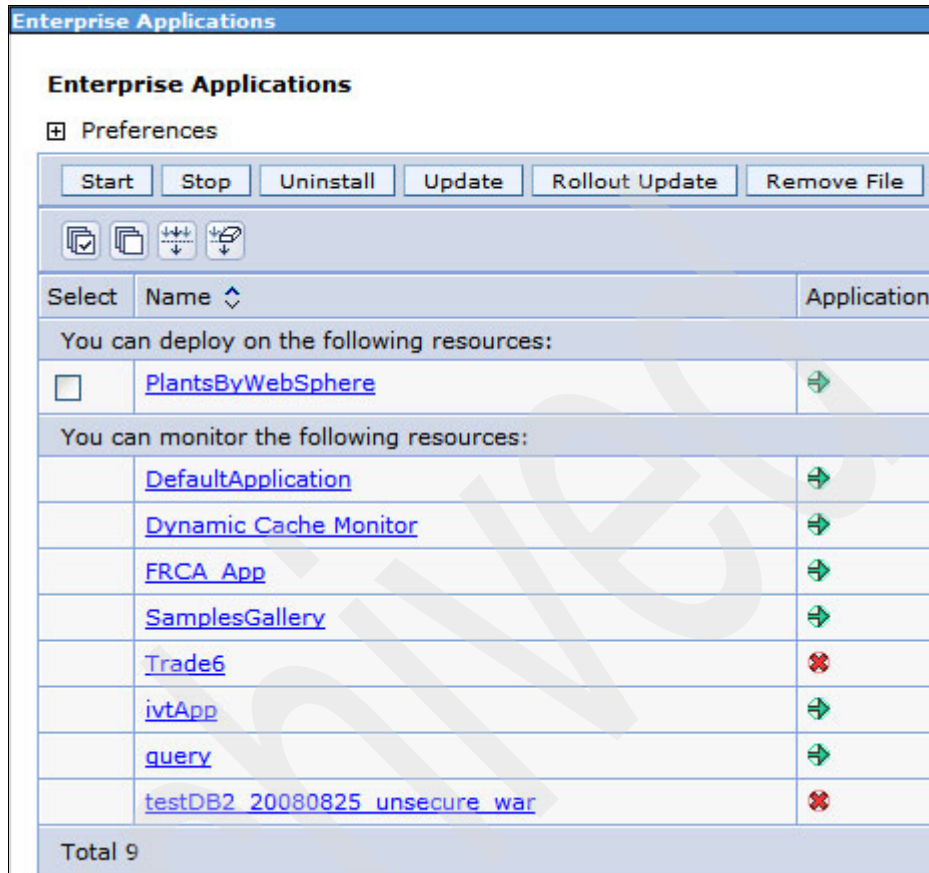 Enterprise Applications
Enterprise Applications
Preferences
Start Stop Uninstall Update Rollout Update Remove File
Select Name Application
You can deploy on the following resources:
PlantsByWebSphere
You can monitor the following resources:
DefaultApplication
Dynamic Cache Monitor
FRCA_App
SamplesGallery
Trade6
ivtApp
query
testDB2_20080825_unsecure_war
Total 9